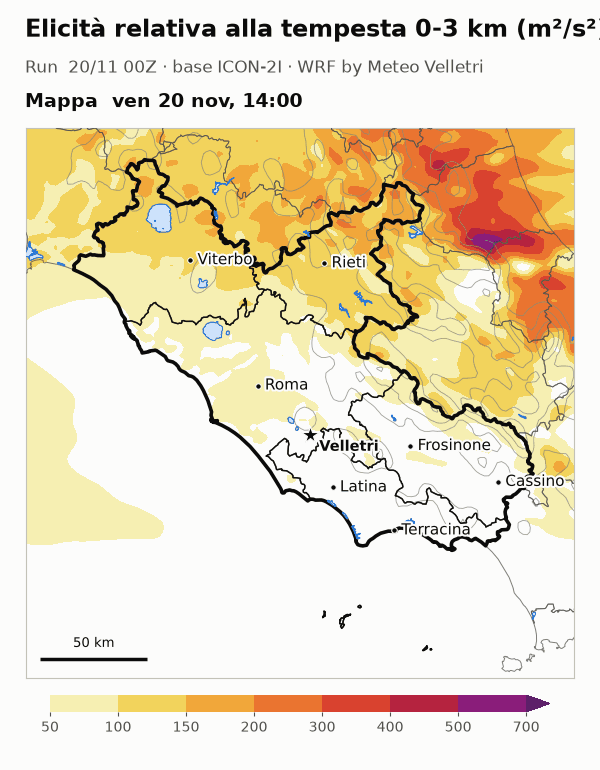 Elicità relativa alla tempesta 0-3 km (m²/s²)
Run  20/11 00Z · base ICON-2I · WRF by Meteo Velletri
Mappa  ven 20 nov, 14:00
Viterbo
Rieti
Roma
Velletri
Frosinone
Cassino
Latina
Terracina
50 km
50 100 150 200 300 400 500 700